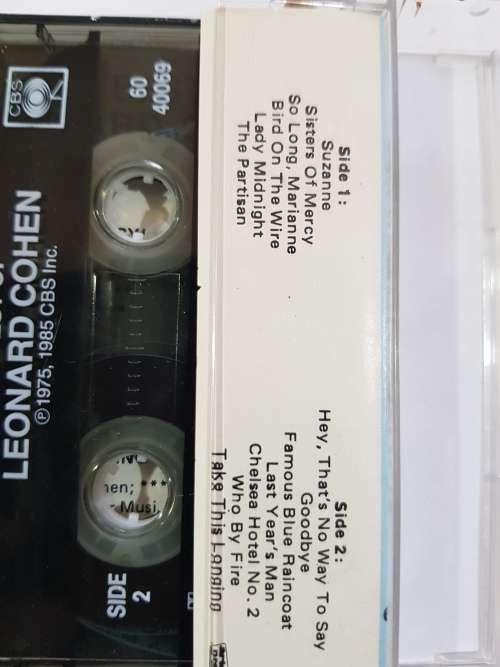 Side 1:
Suzanne
Sisters Of Mercy
So Long, Marianne
Bird On The Wire
Lady Midnight
The Partisan
Side 2:
Hey, That's No Way To Say
Goodbye
Famous Blue Raincoat
Last Year's Man
Chelsea Hotel No. 2
Who By Fire
Take This Longing
CBS
60
40069
LEONARD COHEN
℗ 1975, 1985 CBS Inc.
SIDE
2
hen; ***
Musi